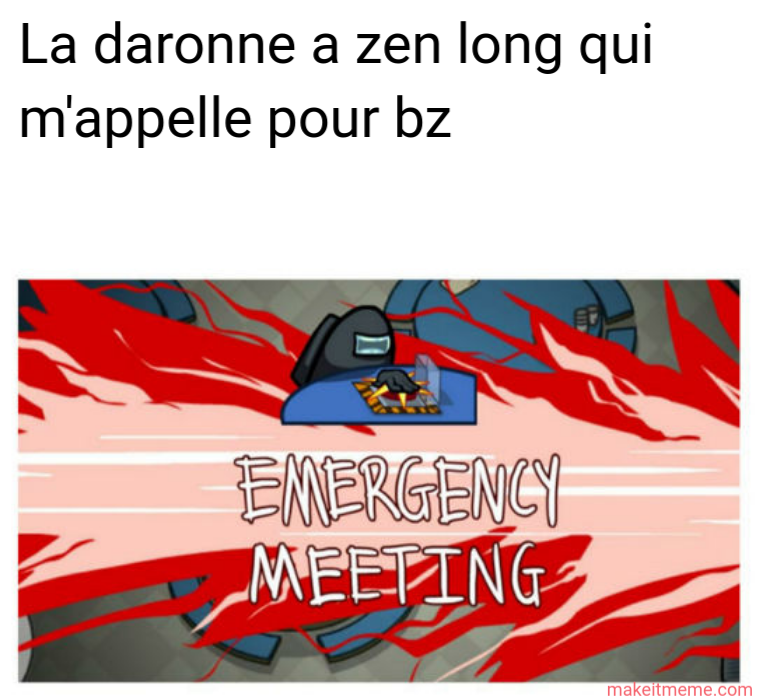 La daronne a zen long qui
m'appelle pour bz
EMERGENCY
MEETING
makeitmeme.com